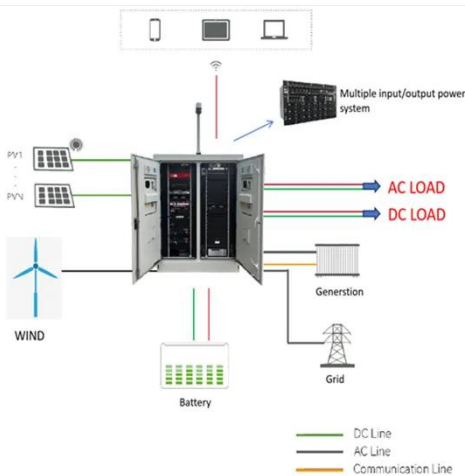 Multiple input/output power
system
PV1
PVN
AC LOAD
DC LOAD
WIND
Generstion
Grid
Battery
DC Line
AC Line
Communication Line